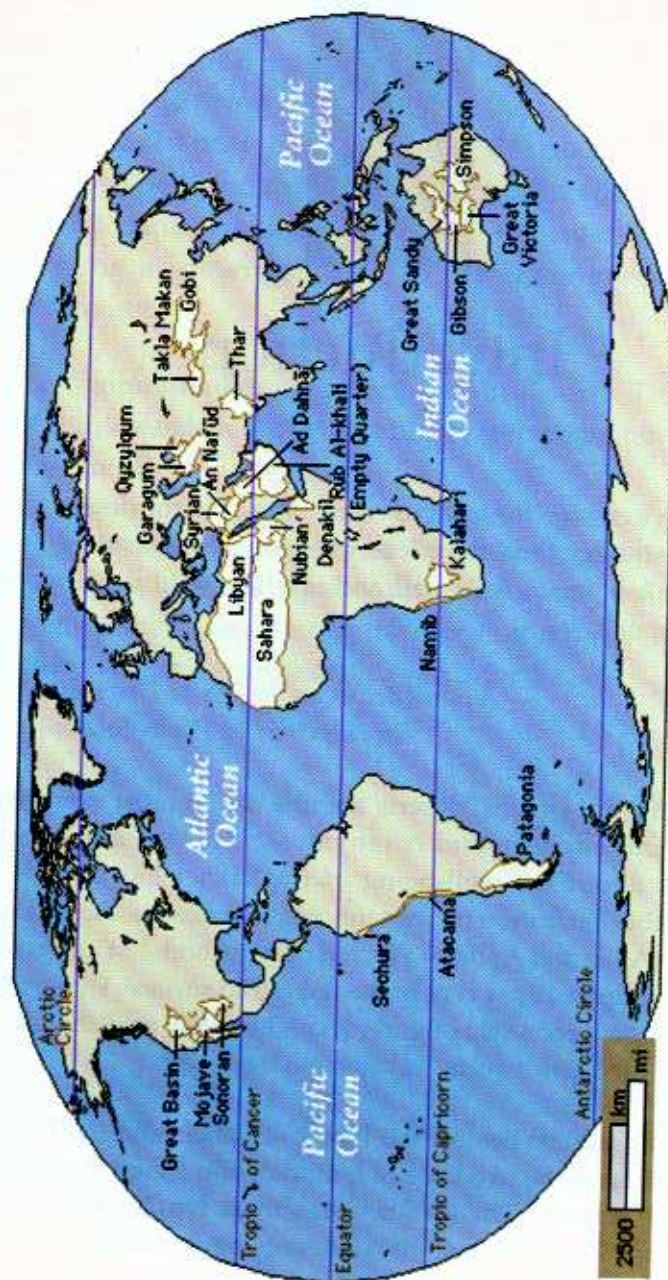 Arctic
Circle
Great Basin
Mojave
Sonoran
Tropic of Cancer
Pacific
Ocean
Equator
Tropic of Capricorn
Antarctic Circle
2500
km
mi
Atlantic
Ocean
Sechura
Atacama
Patagonia
Qyzylqum
Garagum
Syrian
An Nafūd
Libyan
Sahara
Nubian
Denakil
Ad Dahnā
Rub Al-khali
(Empty Quarter)
Namib
Kalahari
Takla Makan
Gobi
Thar
Indian
Ocean
Pacific
Ocean
Great Sandy
Gibson
Simpson
Great
Victoria